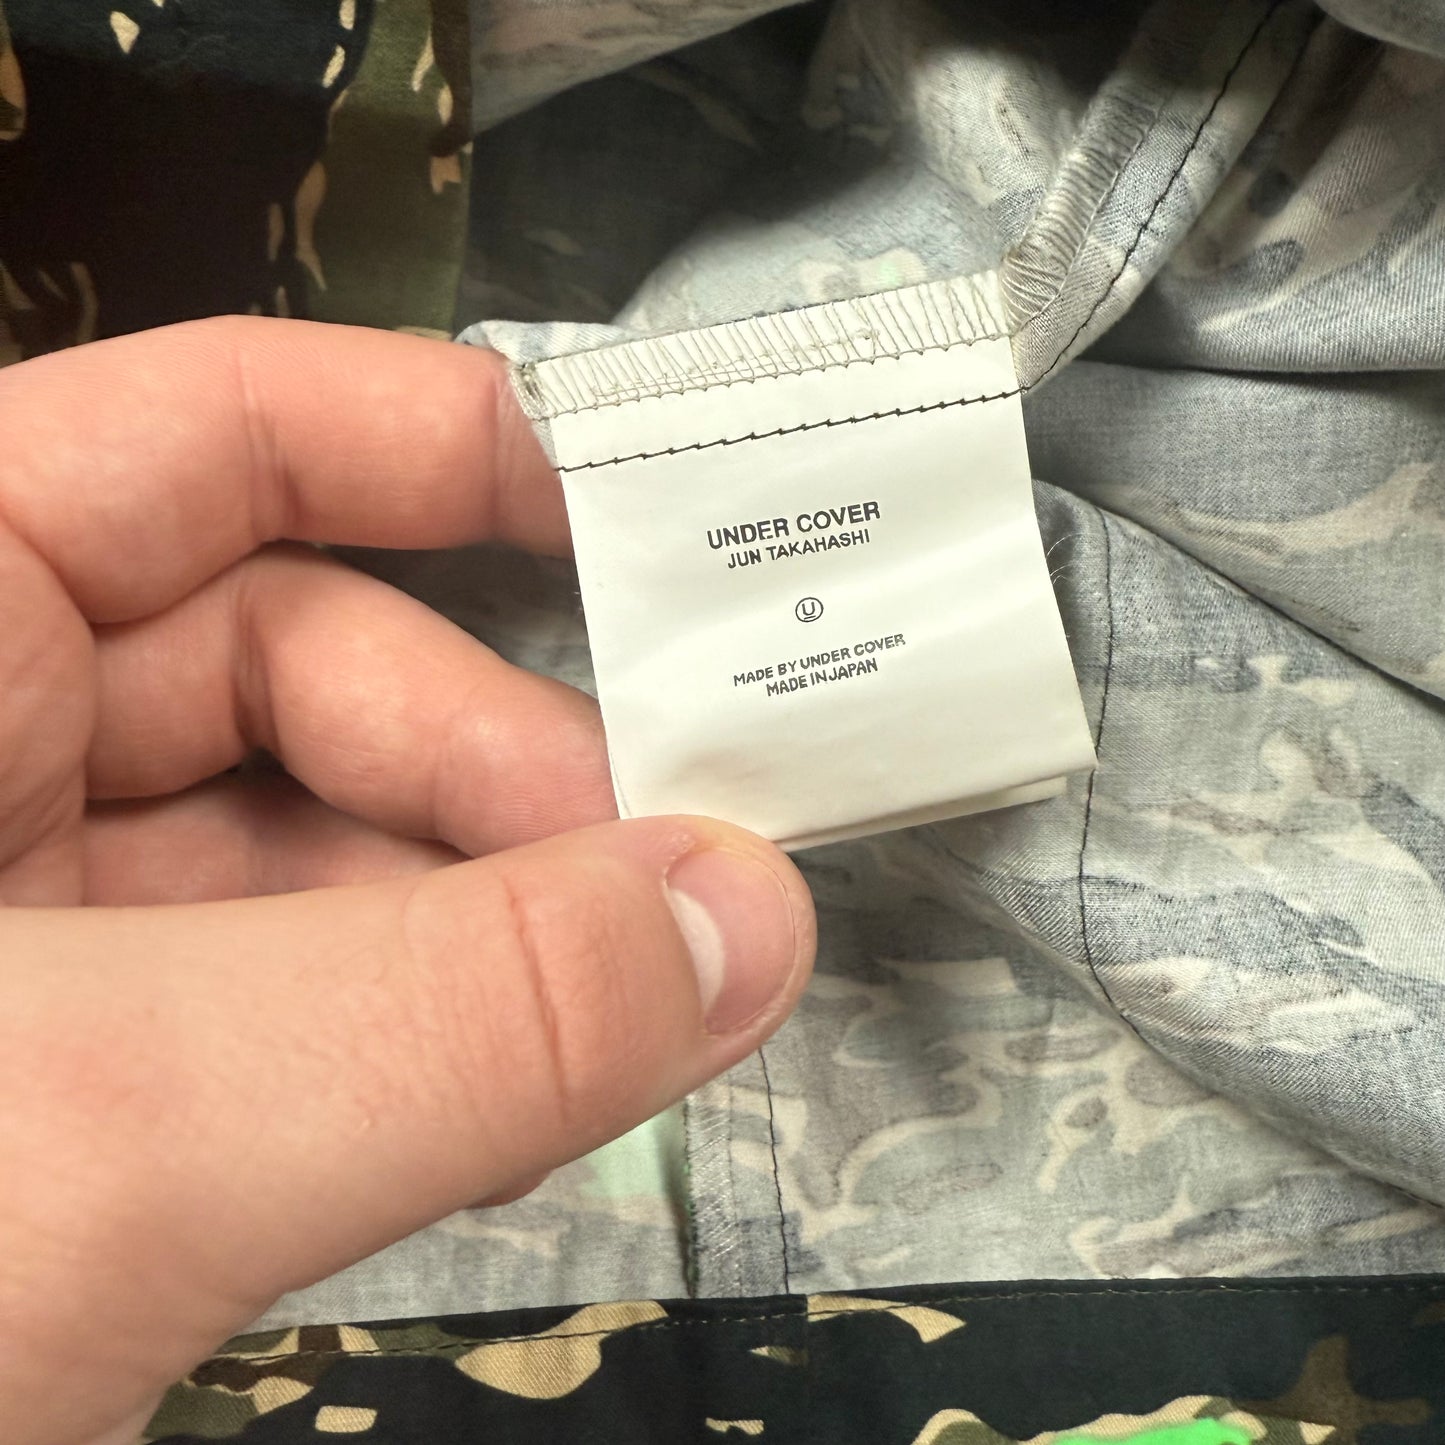 UNDER COVER
JUN TAKAHASHI
U
MADE BY UNDER COVER
MADE IN JAPAN